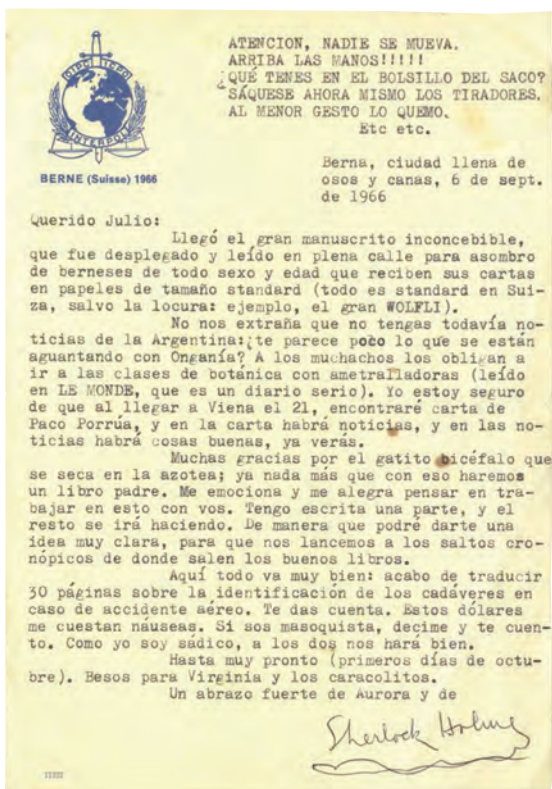 OIPC ICPO
INTERPOL
BERNE (Suisse) 1966
ATENCION, NADIE SE MUEVA.
ARRIBA LAS MANOS!!!!!
¿QUÉ TENES EN EL BOLSILLO DEL SACO?
SÁQUESE AHORA MISMO LOS TIRADORES.
AL MENOR GESTO LO QUEMO.
Etc etc.
Berna, ciudad llena de
osos y canas, 6 de sept.
de 1966
Querido Julio:
Llegó el gran manuscrito inconcebible,
que fue desplegado y leído en plena calle para asombro
de berneses de todo sexo y edad que reciben sus cartas
en papeles de tamaño standard (todo es standard en Sui-
za, salvo la locura: ejemplo, el gran WOLFLI).
No nos extraña que no tengas todavía no-
ticias de la Argentina:¿te parece poco lo que se están
aguantando con Onganía? A los muchachos los obligan a
ir a las clases de botánica con ametralladoras (leído
en LE MONDE, que es un diario serio). Yo estoy seguro
de que al llegar a Viena el 21, encontraré carta de
Paco Porrúa, y en la carta habrá noticias, y en las no-
ticias habrá cosas buenas, ya verás.
Muchas gracias por el gatito bicéfalo que
se seca en la azotea; ya nada más que con eso haremos
un libro padre. Me emociona y me alegra pensar en tra-
bajar en esto con vos. Tengo escrita una parte, y el
resto se irá haciendo. De manera que podré darte una
idea muy clara, para que nos lancemos a los saltos cro-
nópicos de donde salen los buenos libros.
Aquí todo va muy bien: acabo de traducir
30 páginas sobre la identificación de los cadáveres en
caso de accidente aéreo. Te das cuenta. Estos dólares
me cuestan náuseas. Si sos masoquista, decime y te cuen-
to. Como yo soy sádico, a los dos nos hará bien.
Hasta muy pronto (primeros días de octu-
bre). Besos para Virginia y los caracolitos.
Un abrazo fuerte de Aurora y de
Sherlock Holmes